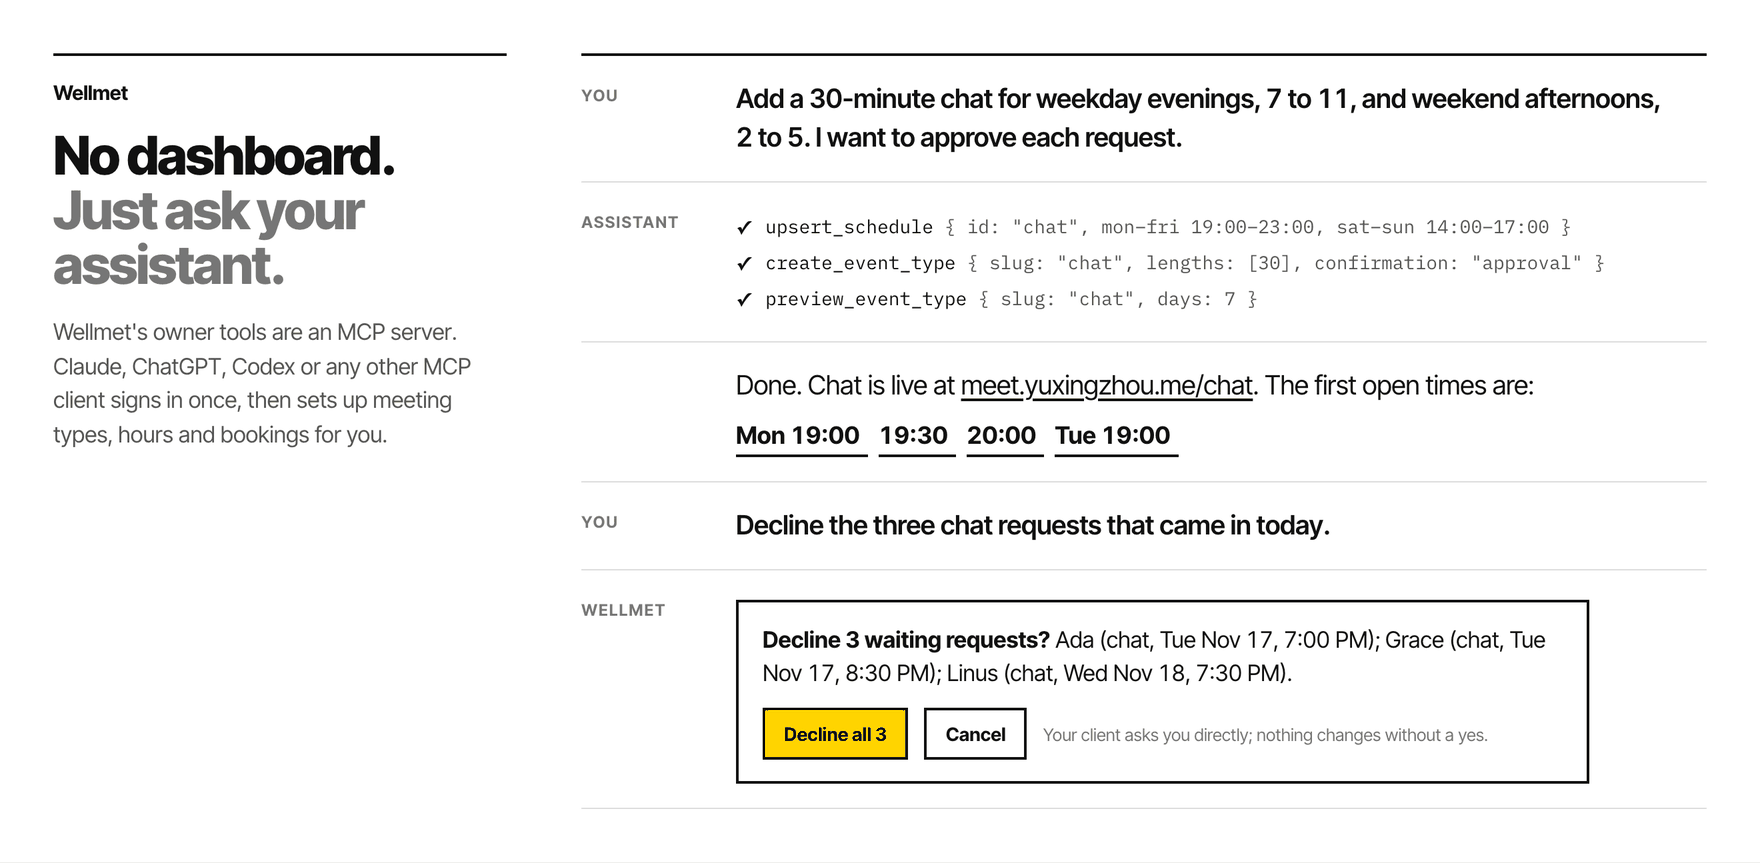 Wellmet
No dashboard.
Just ask your
assistant.
Wellmet's owner tools are an MCP server.
Claude, ChatGPT, Codex or any other MCP
client signs in once, then sets up meeting
types, hours and bookings for you.
YOU
Add a 30-minute chat for weekday evenings, 7 to 11, and weekend afternoons,
2 to 5. I want to approve each request.
ASSISTANT
✓ upsert_schedule { id: "chat", mon–fri 19:00–23:00, sat–sun 14:00–17:00 }
✓ create_event_type { slug: "chat", lengths: [30], confirmation: "approval" }
✓ preview_event_type { slug: "chat", days: 7 }
Done. Chat is live at meet.yuxingzhou.me/chat. The first open times are:
Mon 19:00 19:30 20:00 Tue 19:00
YOU
Decline the three chat requests that came in today.
WELLMET
Decline 3 waiting requests? Ada (chat, Tue Nov 17, 7:00 PM); Grace (chat, Tue
Nov 17, 8:30 PM); Linus (chat, Wed Nov 18, 7:30 PM).
Decline all 3 Cancel Your client asks you directly; nothing changes without a yes.